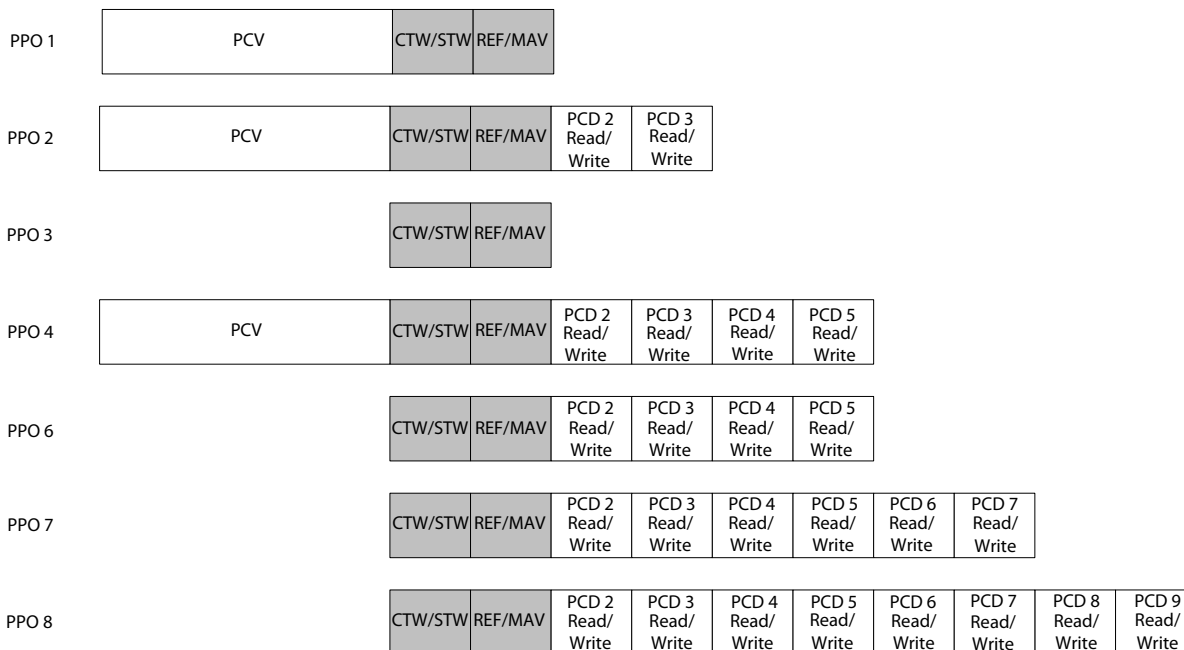 PPO 1 PCV CTW/STW REF/MAV
PPO 2 PCV CTW/STW REF/MAV PCD 2 Read/ Write PCD 3 Read/ Write
PPO 3 CTW/STW REF/MAV
PPO 4 PCV CTW/STW REF/MAV PCD 2 Read/ Write PCD 3 Read/ Write PCD 4 Read/ Write PCD 5 Read/ Write
PPO 6 CTW/STW REF/MAV PCD 2 Read/ Write PCD 3 Read/ Write PCD 4 Read/ Write PCD 5 Read/ Write
PPO 7 CTW/STW REF/MAV PCD 2 Read/ Write PCD 3 Read/ Write PCD 4 Read/ Write PCD 5 Read/ Write PCD 6 Read/ Write PCD 7 Read/ Write
PPO 8 CTW/STW REF/MAV PCD 2 Read/ Write PCD 3 Read/ Write PCD 4 Read/ Write PCD 5 Read/ Write PCD 6 Read/ Write PCD 7 Read/ Write PCD 8 Read/ Write PCD 9 Read/ Write